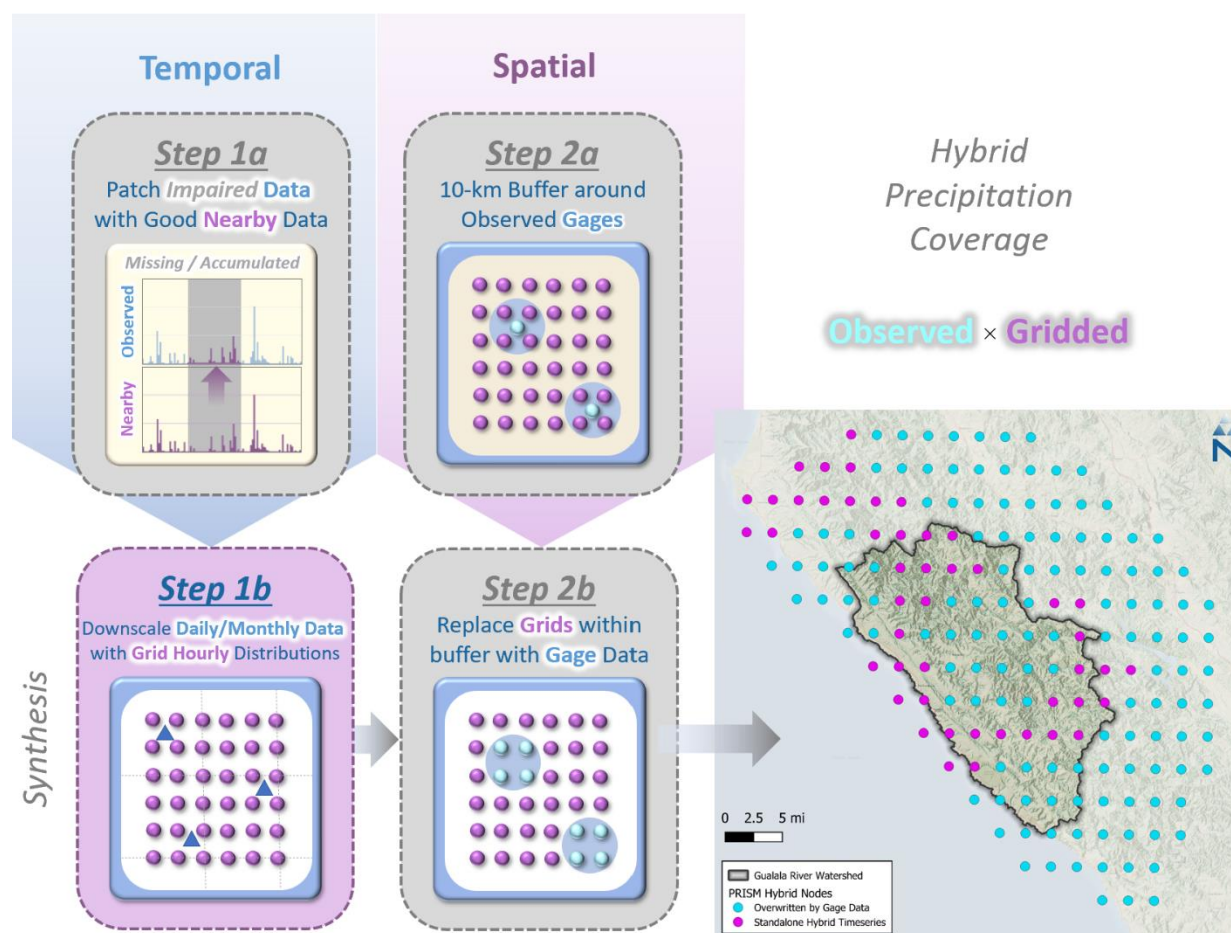 Temporal
Spatial
Step 1a
Patch Impaired Data
with Good Nearby Data
Missing / Accumulated
Observed
Nearby
Step 2a
10-km Buffer around
Observed Gages
Hybrid
Precipitation
Coverage
Observed × Gridded
Synthesis
Step 1b
Downscale Daily/Monthly Data
with Grid Hourly Distributions
Step 2b
Replace Grids within
buffer with Gage Data
N
0 2.5 5 mi
Gualala River Watershed
PRISM Hybrid Nodes
Overwritten by Gage Data
Standalone Hybrid Timeseries